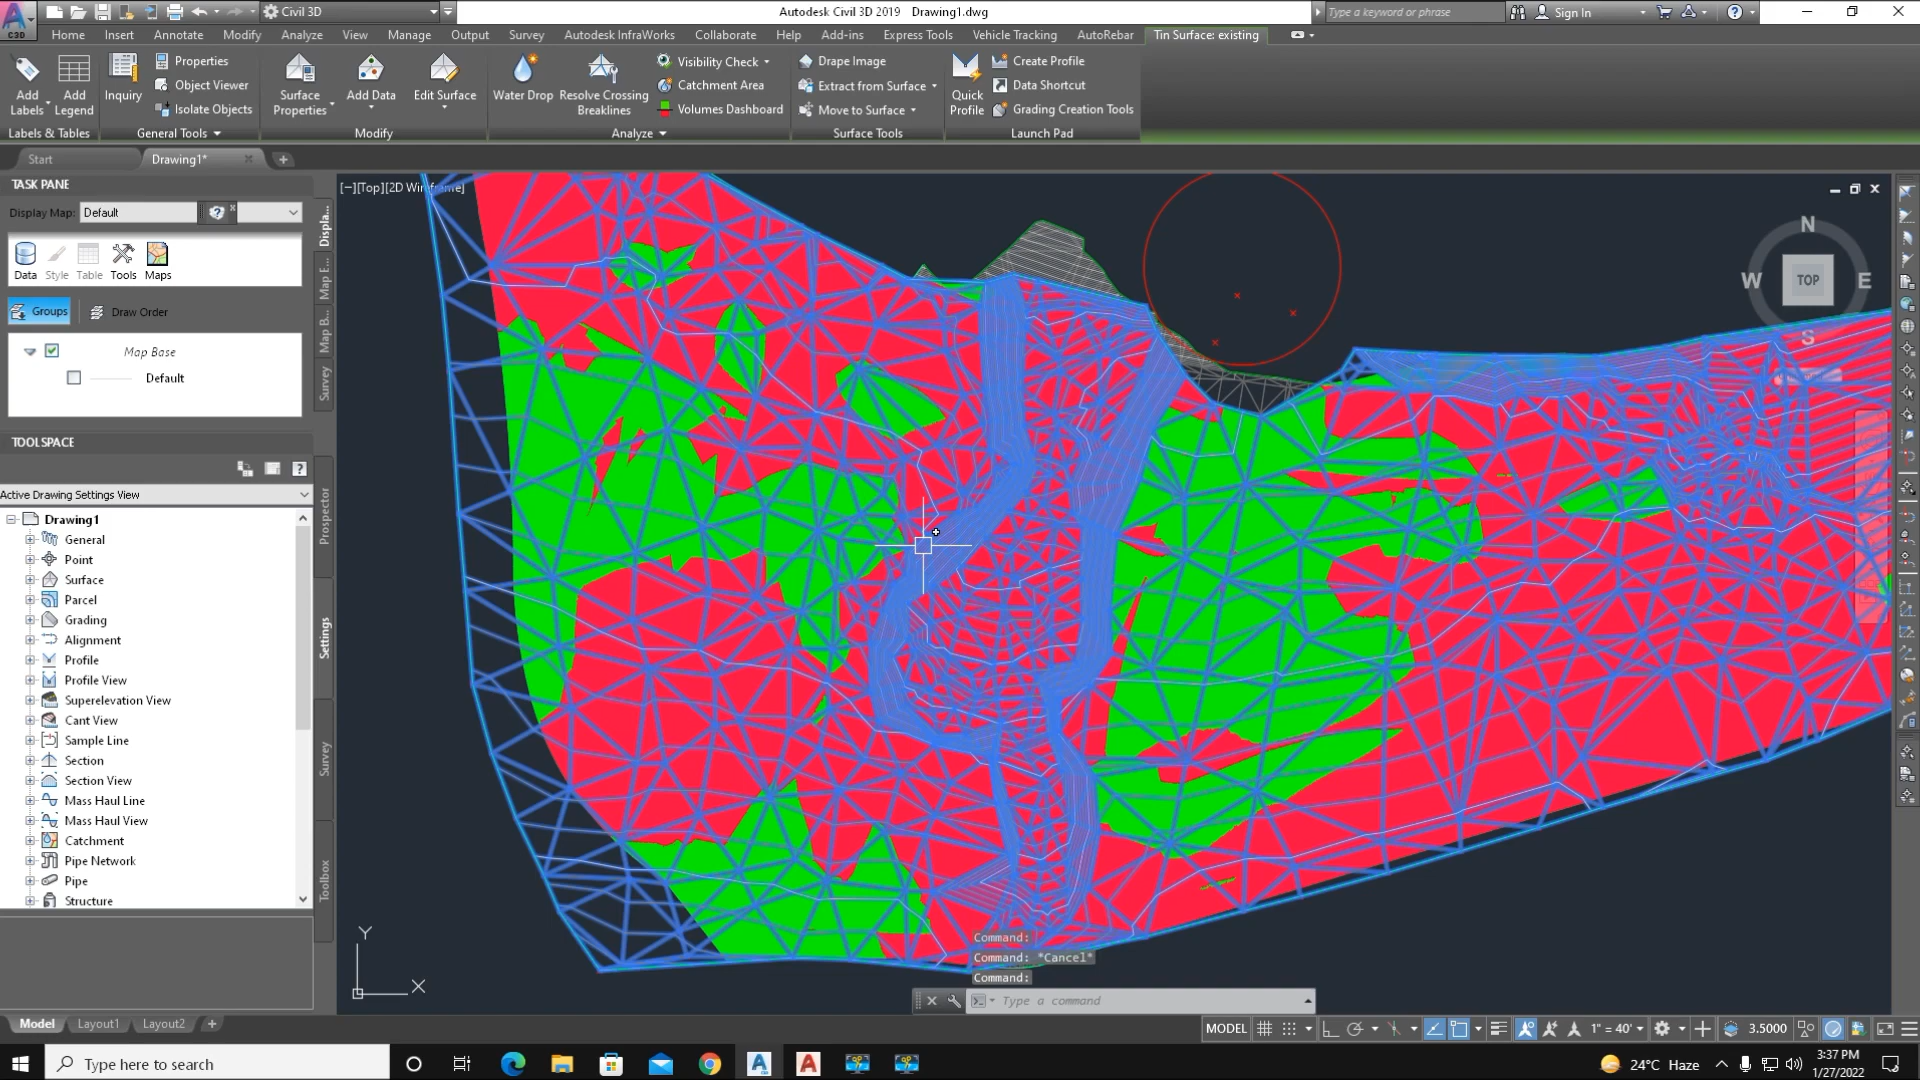 Civil 3D
Autodesk Civil 3D 2019 Drawing1.dwg
Type a keyword or phrase
Sign In
C3D
Home Insert Annotate Modify Analyze View Manage Output Survey Autodesk InfraWorks Collaborate Help Add-ins Express Tools Vehicle Tracking AutoRebar Tin Surface: existing
Add Labels
Add Legend
Inquiry
Properties
Object Viewer
Isolate Objects
Surface Properties
Add Data
Edit Surface
Water Drop
Resolve Crossing Breaklines
Visibility Check
Catchment Area
Volumes Dashboard
Drape Image
Extract from Surface
Move to Surface
Quick Profile
Create Profile
Data Shortcut
Grading Creation Tools
Labels & Tables General Tools Modify Analyze Surface Tools Launch Pad
Start Drawing1*
TASK PANE
Display Map: Default
Data Style Table Tools Maps
Groups Draw Order
Map Base
Default
Displa...
Map E...
Map B...
Survey
TOOLSPACE
Active Drawing Settings View
Drawing1
General
Point
Surface
Parcel
Grading
Alignment
Profile
Profile View
Superelevation View
Cant View
Sample Line
Section
Section View
Mass Haul Line
Mass Haul View
Catchment
Pipe Network
Pipe
Structure
Prospector
Settings
Survey
Toolbox
[−][Top][2D Wireframe]
N
W TOP E
S
Y
X
Command:
Command: *Cancel*
Command:
Type a command
Model Layout1 Layout2
MODEL 1" = 40' 3.5000
Type here to search
24°C Haze
3:37 PM
1/27/2022